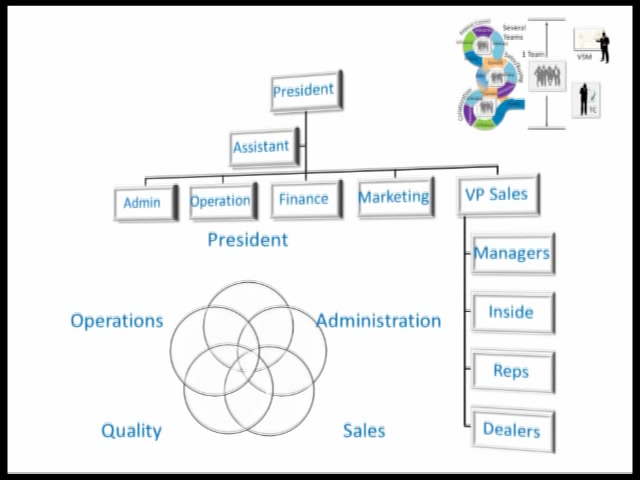 Several
Teams
1 Team
VSM
TC
President
Assistant
Admin
Operation
Finance
Marketing
VP Sales
President
Managers
Operations
Administration
Inside
Reps
Quality
Sales
Dealers